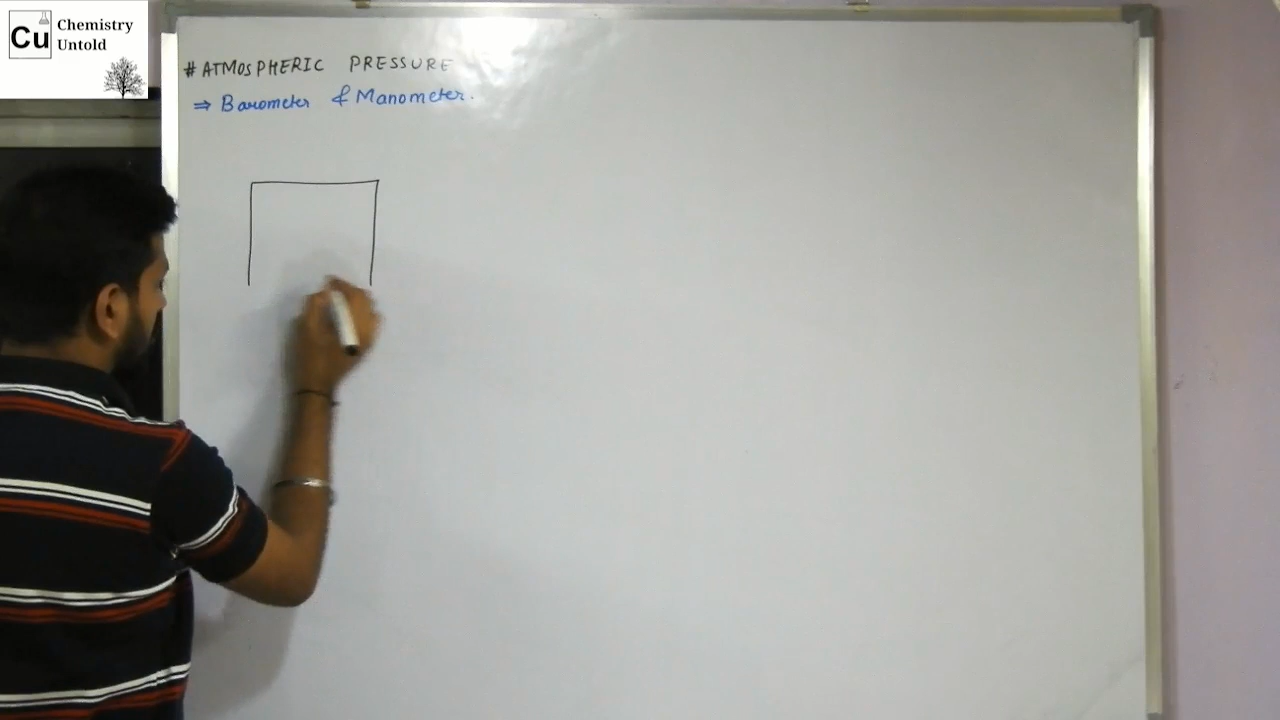 Cu Chemistry
Untold
# ATMOSPHERIC PRESSURE
⇒ Barometer & Manometer.